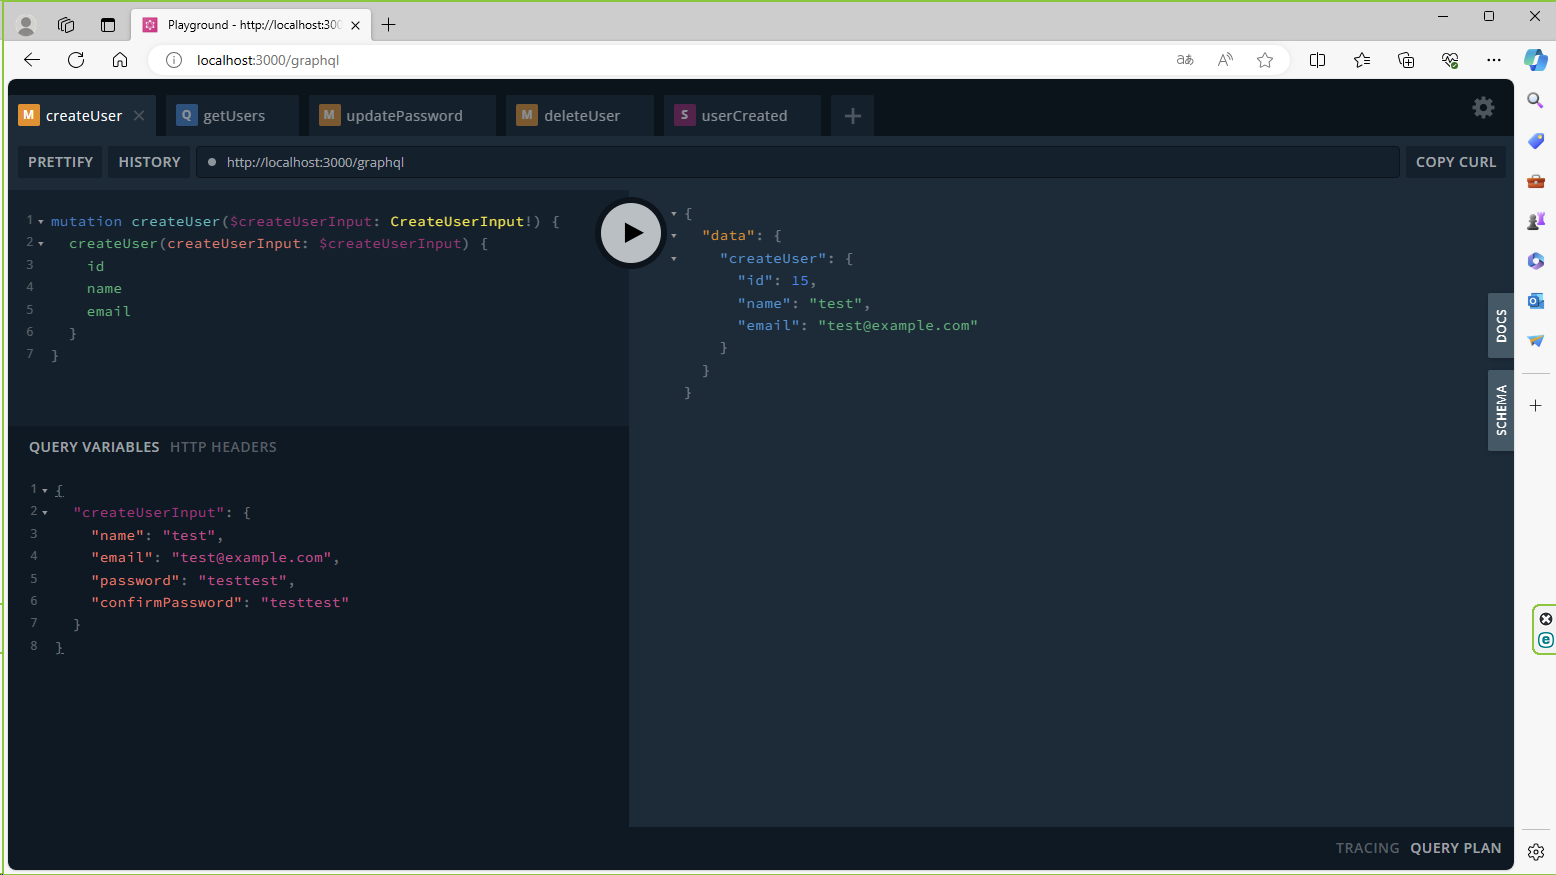 Playground - http://localhost:300
localhost:3000/graphql
M createUser
Q getUsers
M updatePassword
M deleteUser
S userCreated
PRETTIFY
HISTORY
http://localhost:3000/graphql
COPY CURL
1 mutation createUser($createUserInput: CreateUserInput!) {
2 createUser(createUserInput: $createUserInput) {
3 id
4 name
5 email
6 }
7 }
{
"data": {
"createUser": {
"id": 15,
"name": "test",
"email": "test@example.com"
}
}
}
DOCS
SCHEMA
QUERY VARIABLES HTTP HEADERS
1 {
2 "createUserInput": {
3 "name": "test",
4 "email": "test@example.com",
5 "password": "testtest",
6 "confirmPassword": "testtest"
7 }
8 }
TRACING QUERY PLAN